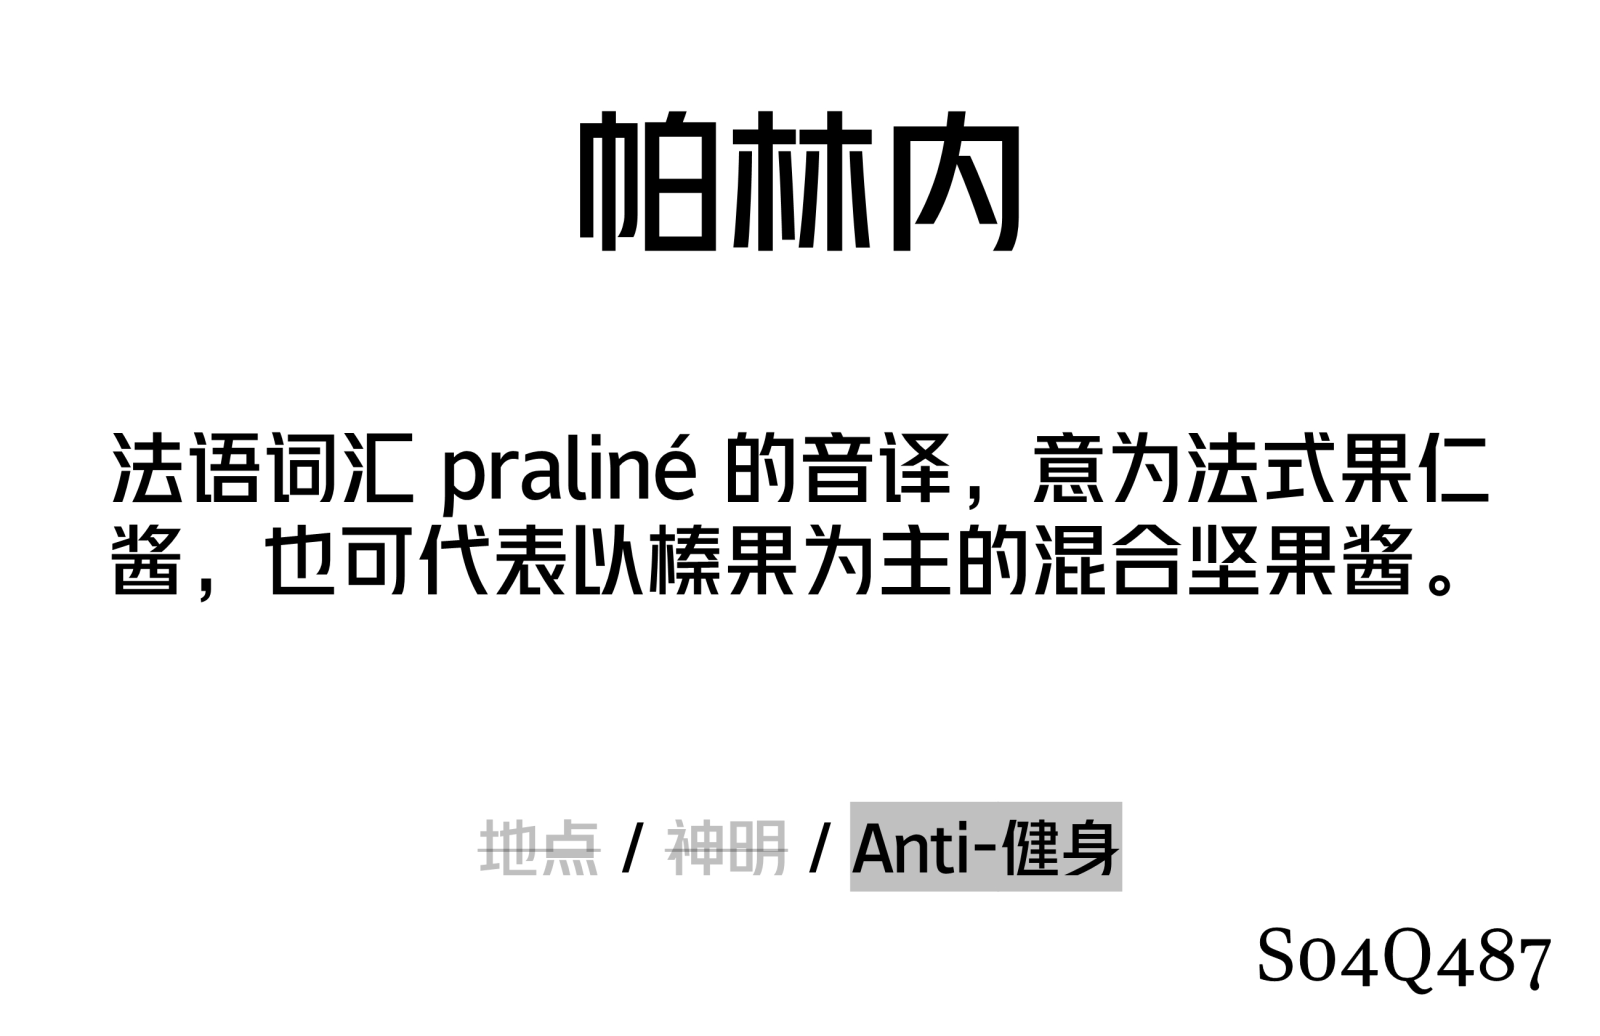 帕林内
法语词汇 praliné 的音译，意为法式果仁
酱，也可代表以榛果为主的混合坚果酱。
地点 / 神明 / Anti-健身
S04Q487